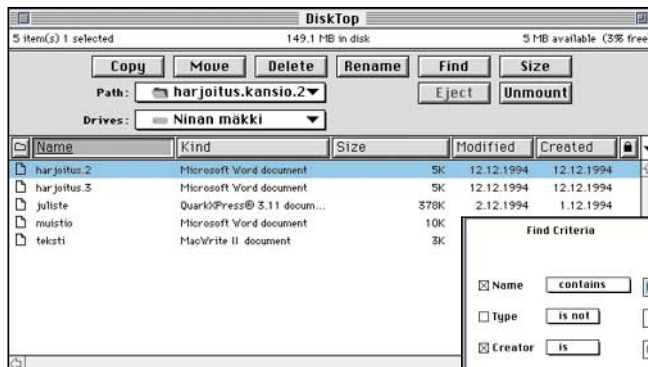 DiskTop
5 item(s) 1 selected 149.1 MB in disk 5 MB available (3% free
Copy Move Delete Rename Find Size
Path: harjoitus.kansio.2 Eject Unmount
Drives: Ninan mäkki
Name Kind Size Modified Created
harjoitus.2 Microsoft Word document 5K 12.12.1994 12.12.1994
harjoitus.3 Microsoft Word document 5K 12.12.1994 12.12.1994
juliste QuarkXPress® 3.11 docum... 378K 2.12.1994 1.12.1994
muistio Microsoft Word document 10K
teksti MacWrite II document 3K
Find Criteria
Name contains
Type is not
Creator is